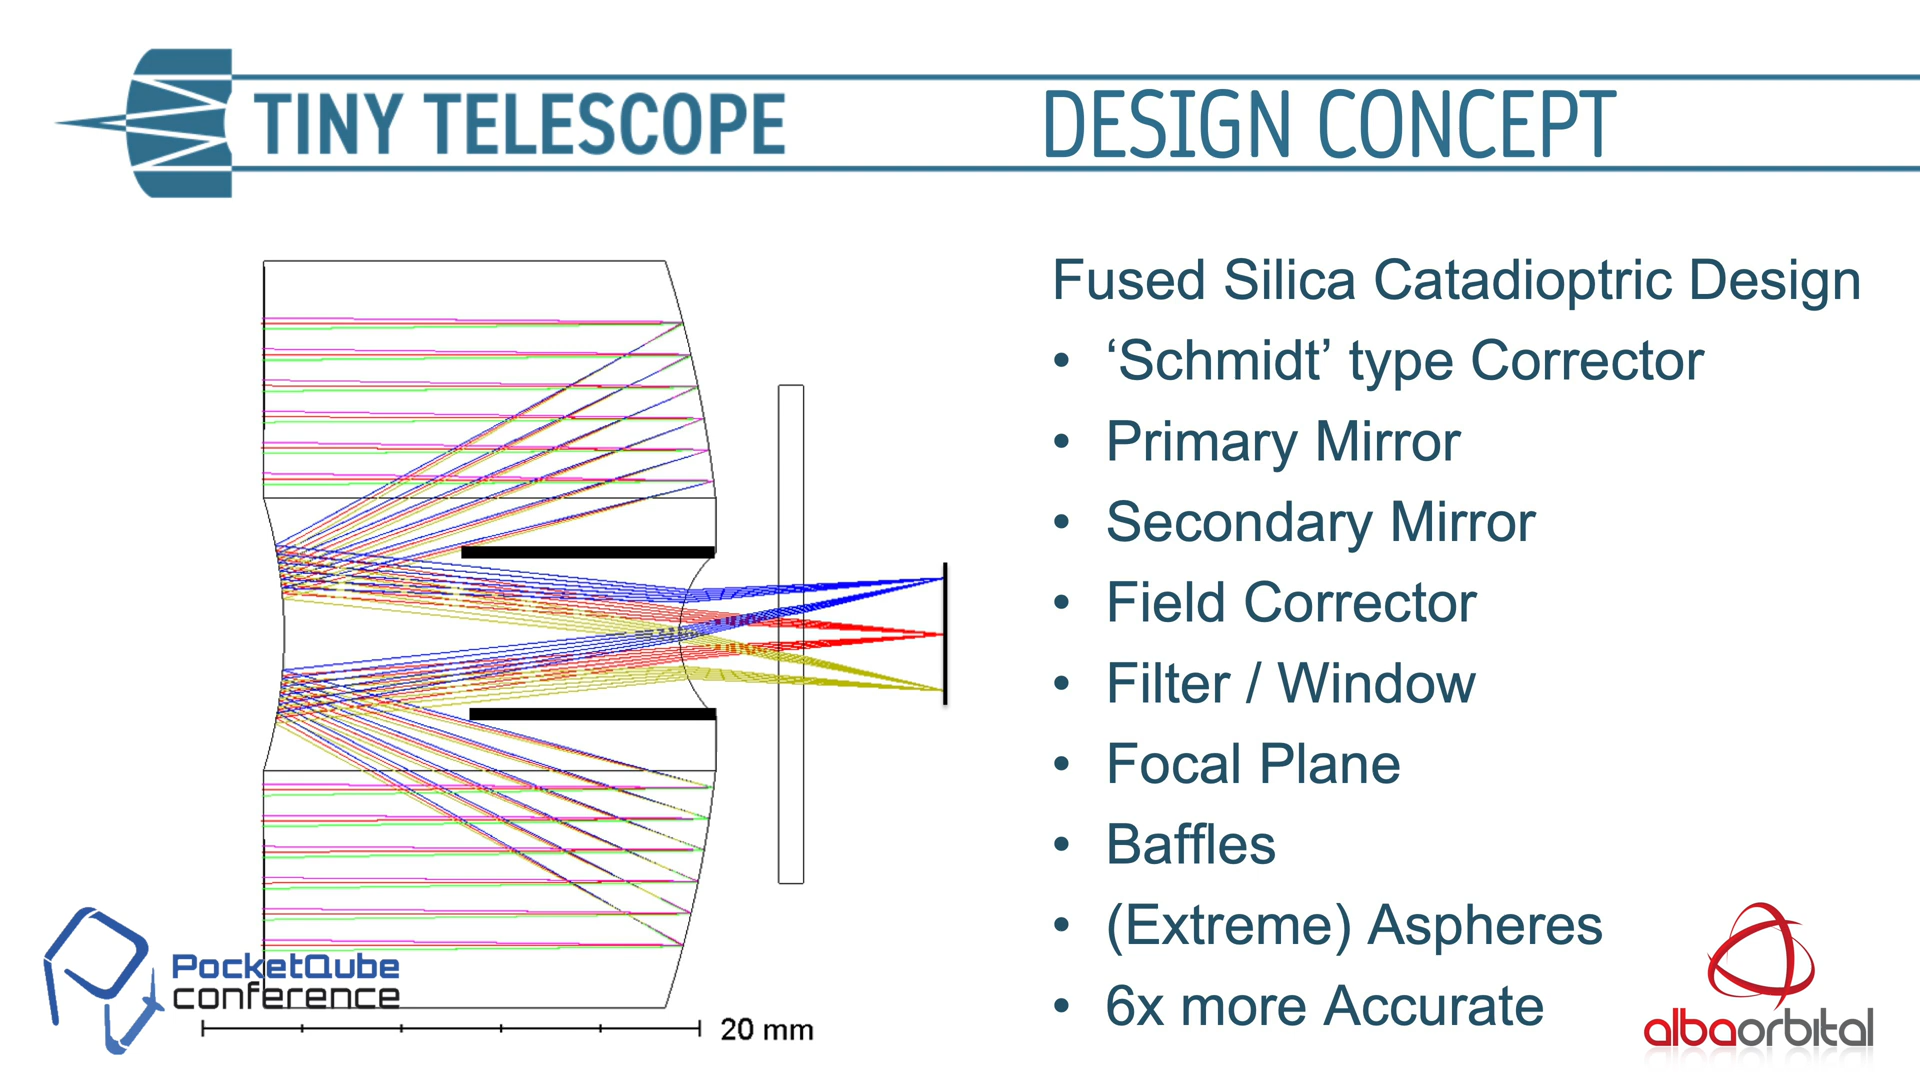 TINY TELESCOPE
DESIGN CONCEPT
Fused Silica Catadioptric Design
• ‘Schmidt’ type Corrector
• Primary Mirror
• Secondary Mirror
• Field Corrector
• Filter / Window
• Focal Plane
• Baffles
• (Extreme) Aspheres
• 6x more Accurate
20 mm
PocketQube
conference
albaorbital